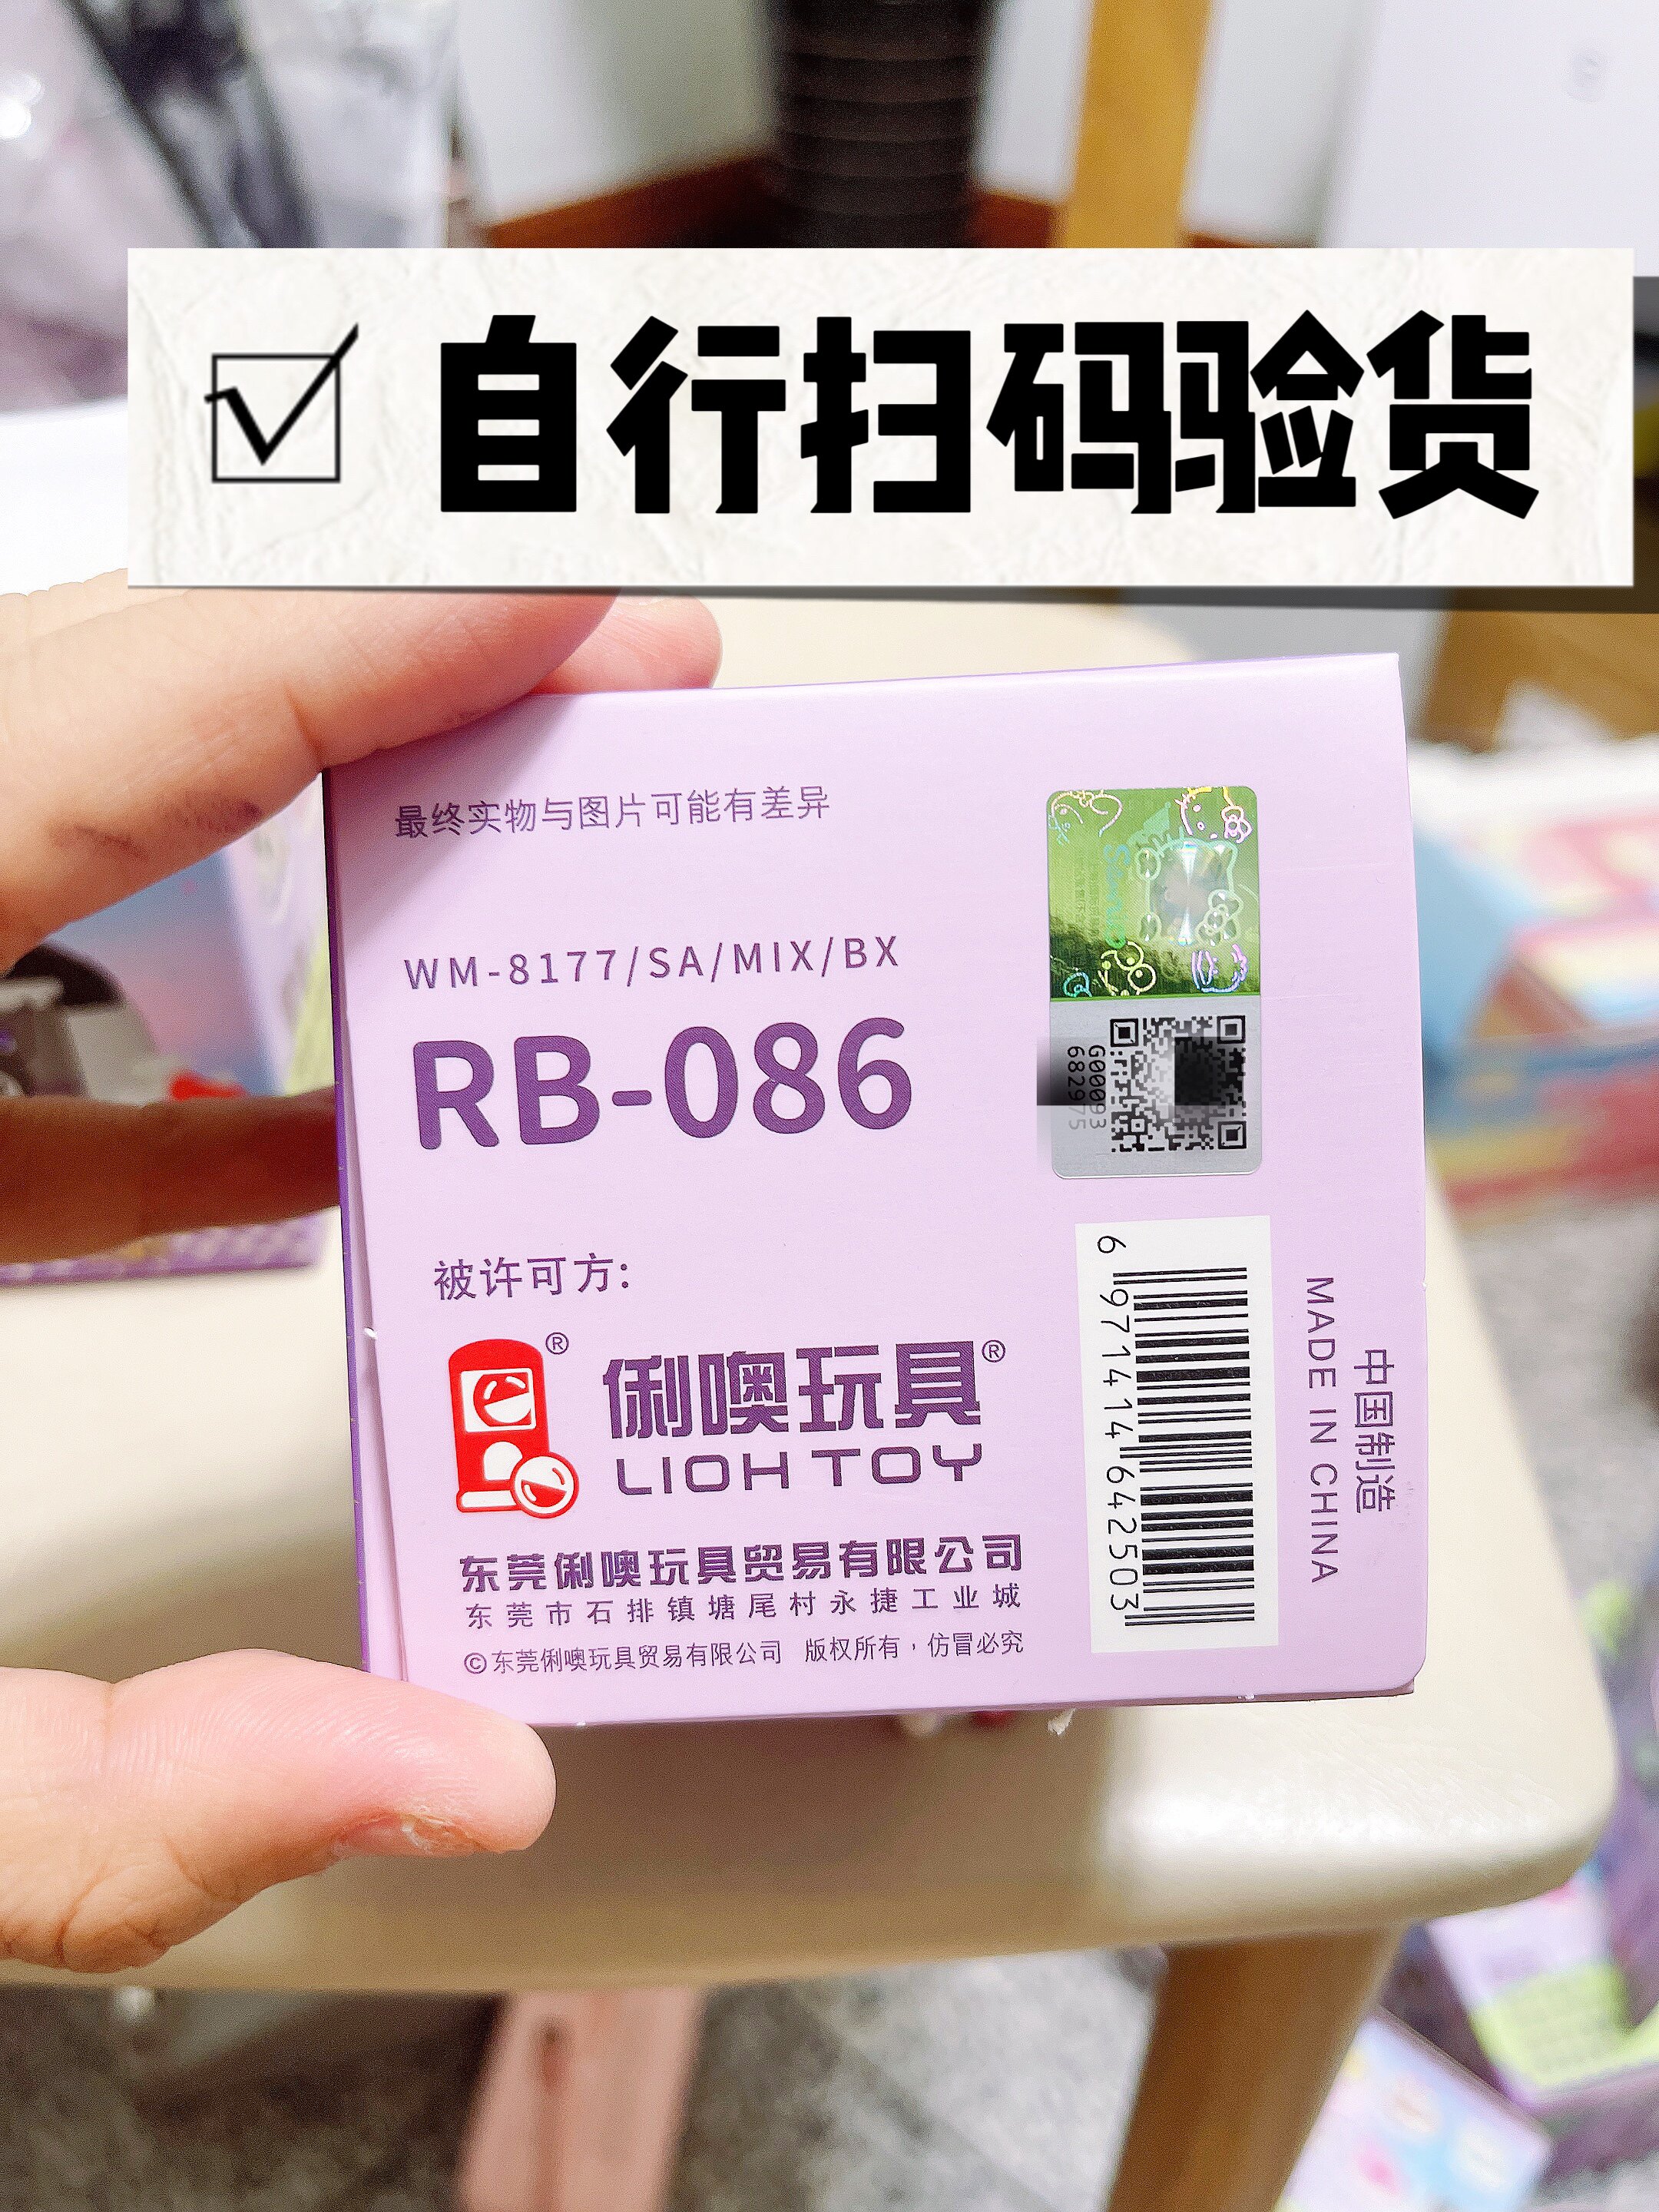 自行扫码验货
最终实物与图片可能有差异
WM-8177/SA/MIX/BX
RB-086
G000093
682975
被许可方:
俐噢玩具®
LIOH TOY
东莞俐噢玩具贸易有限公司
东莞市石排镇塘尾村永捷工业城
©东莞俐噢玩具贸易有限公司 版权所有，仿冒必究
6 971414 642503
中国制造
MADE IN CHINA